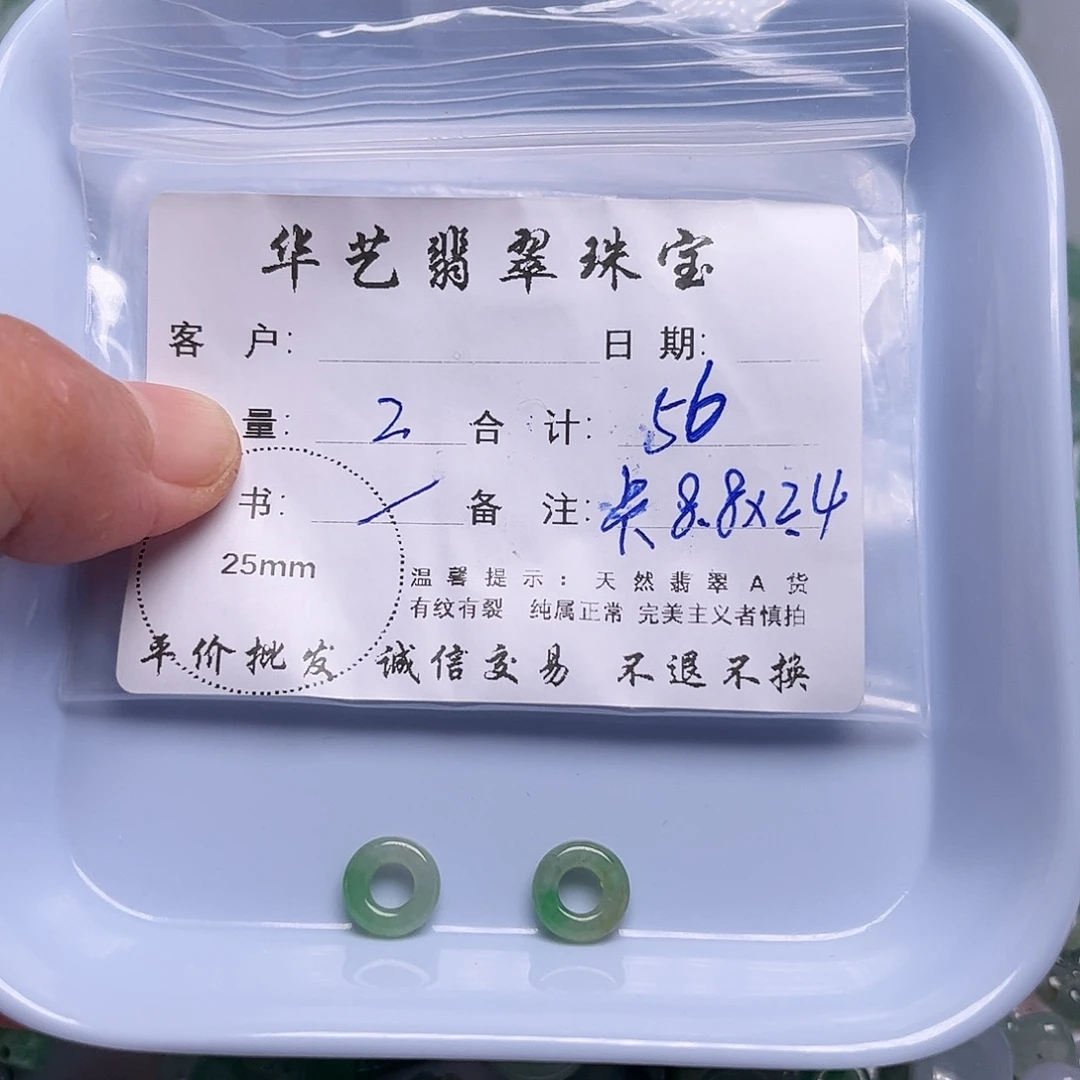 华艺翡翠珠宝
客 户: 日 期:
量: 2 合 计: 56
书: / 备 注: 卡 8.8x2.4
25mm
温馨提示: 天然翡翠A货
有纹有裂 纯属正常 完美主义者慎拍
平价批发 诚信交易 不退不换